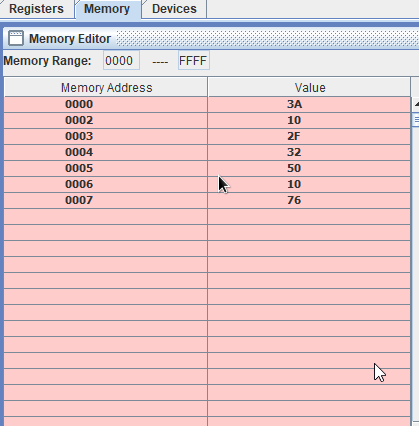 Registers Memory Devices
Memory Editor
Memory Range: 0000 ---- FFFF
Memory Address Value
0000 3A
0002 10
0003 2F
0004 32
0005 50
0006 10
0007 76